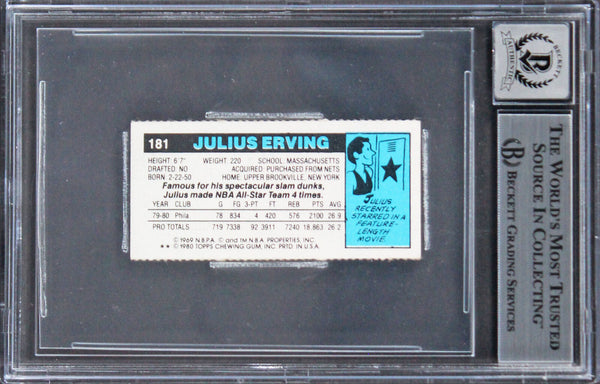 BECKETT
R
AUTHENTIC
181 JULIUS ERVING
HEIGHT: 6'7" WEIGHT: 220 SCHOOL: MASSACHUSETTS
DRAFTED: NO ACQUIRED: PURCHASED FROM NETS
BORN: 2-22-50 HOME: UPPER BROOKVILLE, NEW YORK
Famous for his spectacular slam dunks,
Julius made NBA All-Star Team 4 times.
YEAR CLUB G FG 3-PT FT REB PTS AVG
79-80 Phila. 78 834 4 420 576 2100 26.9
PRO TOTALS 719 7338 92 3911 7240 18,863 26.2
© 1969 N.B.P.A. © and TM N.B.A. PROPERTIES, INC.
★★ © 1980 TOPPS CHEWING GUM, INC. PRTD. IN U.S.A.
JULIUS
RECENTLY
STARRED IN A
FEATURE-
LENGTH
MOVIE.
THE WORLD'S MOST TRUSTED
SOURCE IN COLLECTING
B BECKETT GRADING SERVICES